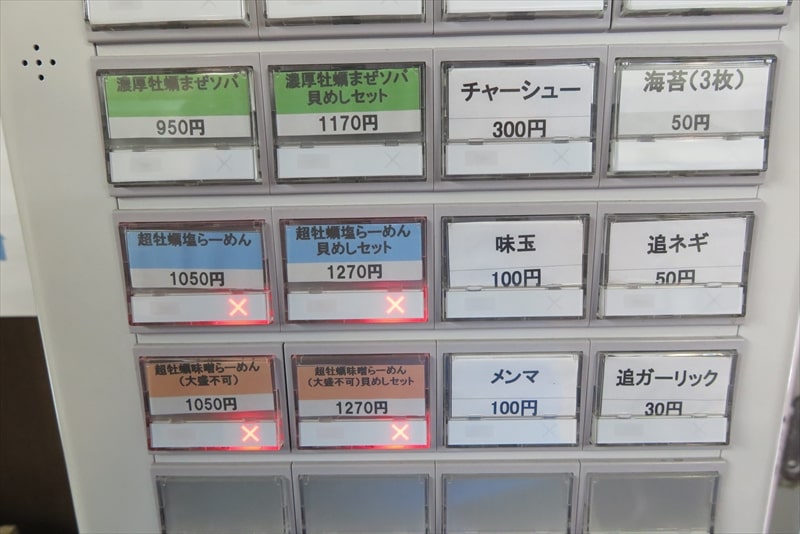 濃厚牡蠣まぜソバ
950円
濃厚牡蠣まぜソバ
貝めしセット
1170円
チャーシュー
300円
海苔(3枚)
50円
超牡蠣塩らーめん
1050円
超牡蠣塩らーめん
貝めしセット
1270円
味玉
100円
追ネギ
50円
超牡蠣味噌らーめん
(大盛不可)
1050円
超牡蠣味噌らーめん
(大盛不可)貝めしセット
1270円
メンマ
100円
追ガーリック
30円